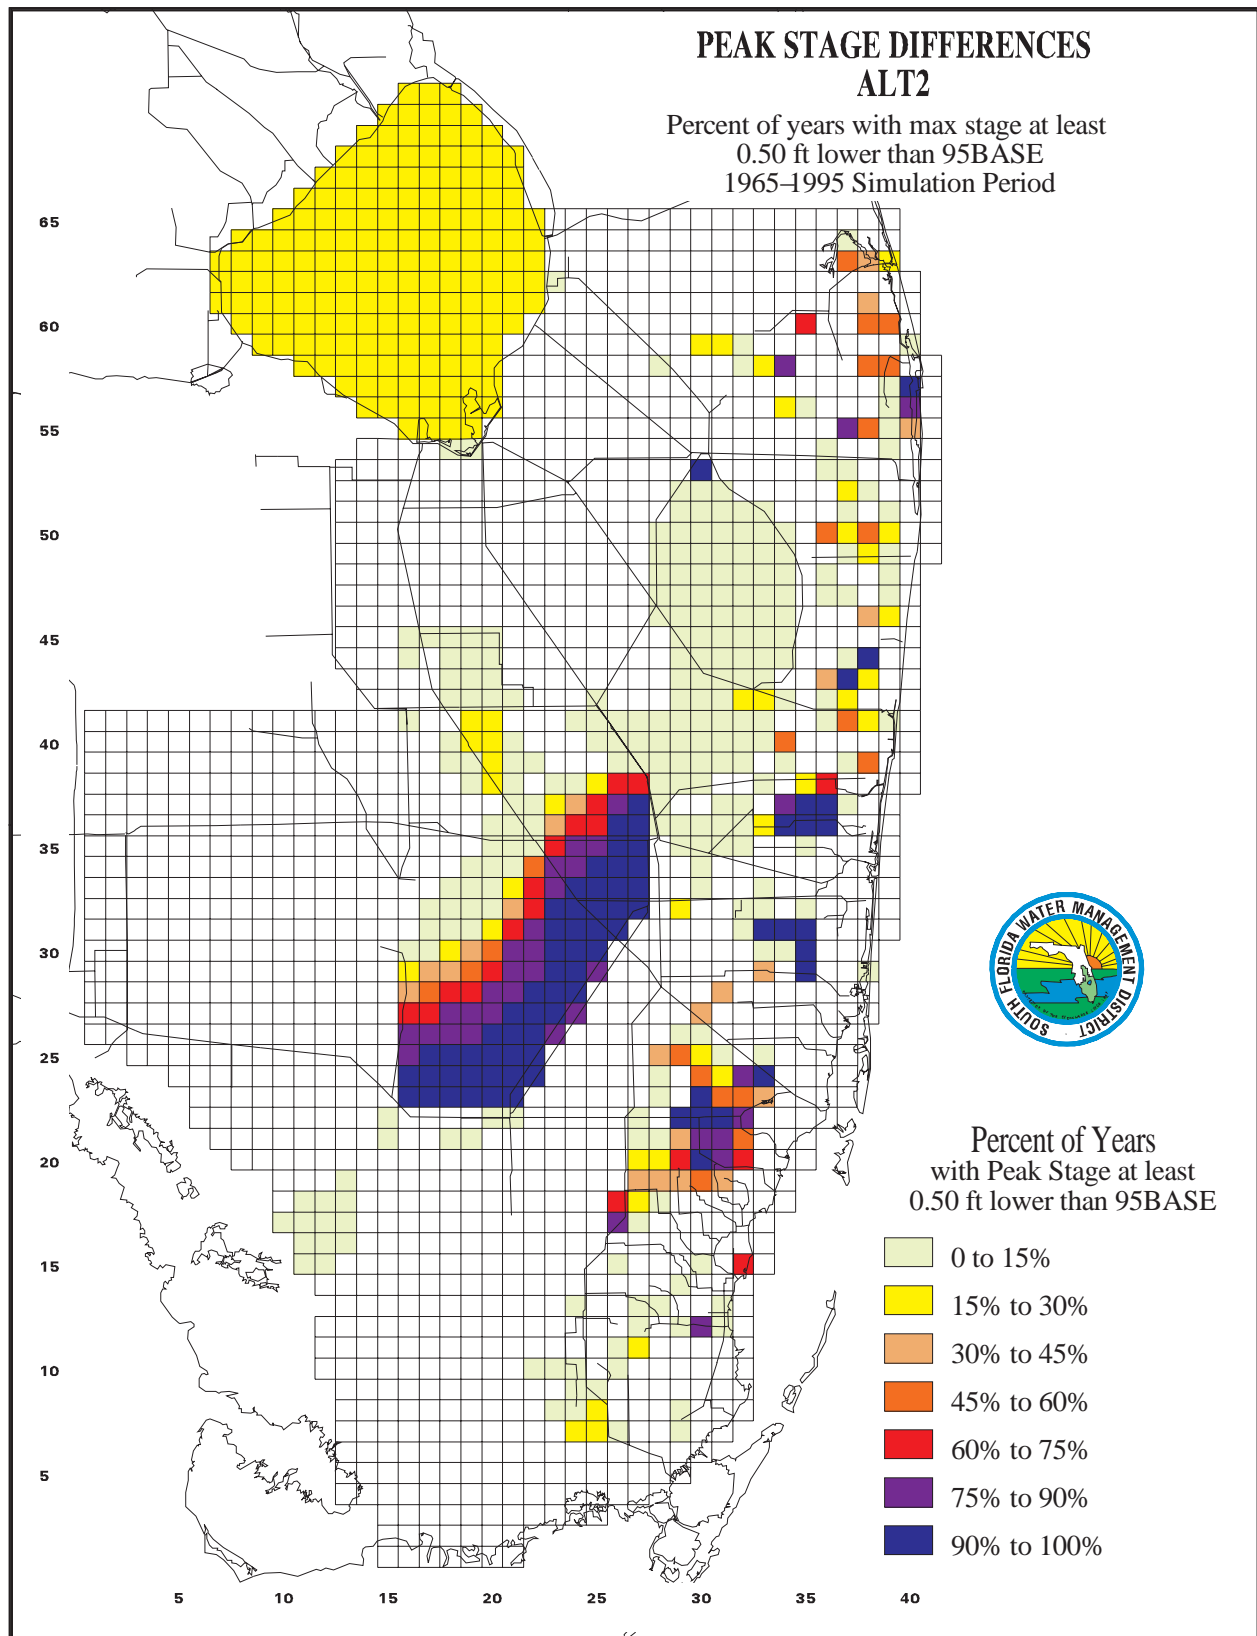 PEAK STAGE DIFFERENCES
ALT2
Percent of years with max stage at least
0.50 ft lower than 95BASE
1965–1995 Simulation Period
65
60
55
50
45
40
35
30
25
20
15
10
5
SOUTH FLORIDA WATER MANAGEMENT DISTRICT
Percent of Years
with Peak Stage at least
0.50 ft lower than 95BASE
0 to 15%
15% to 30%
30% to 45%
45% to 60%
60% to 75%
75% to 90%
90% to 100%
5
10
15
20
25
30
35
40